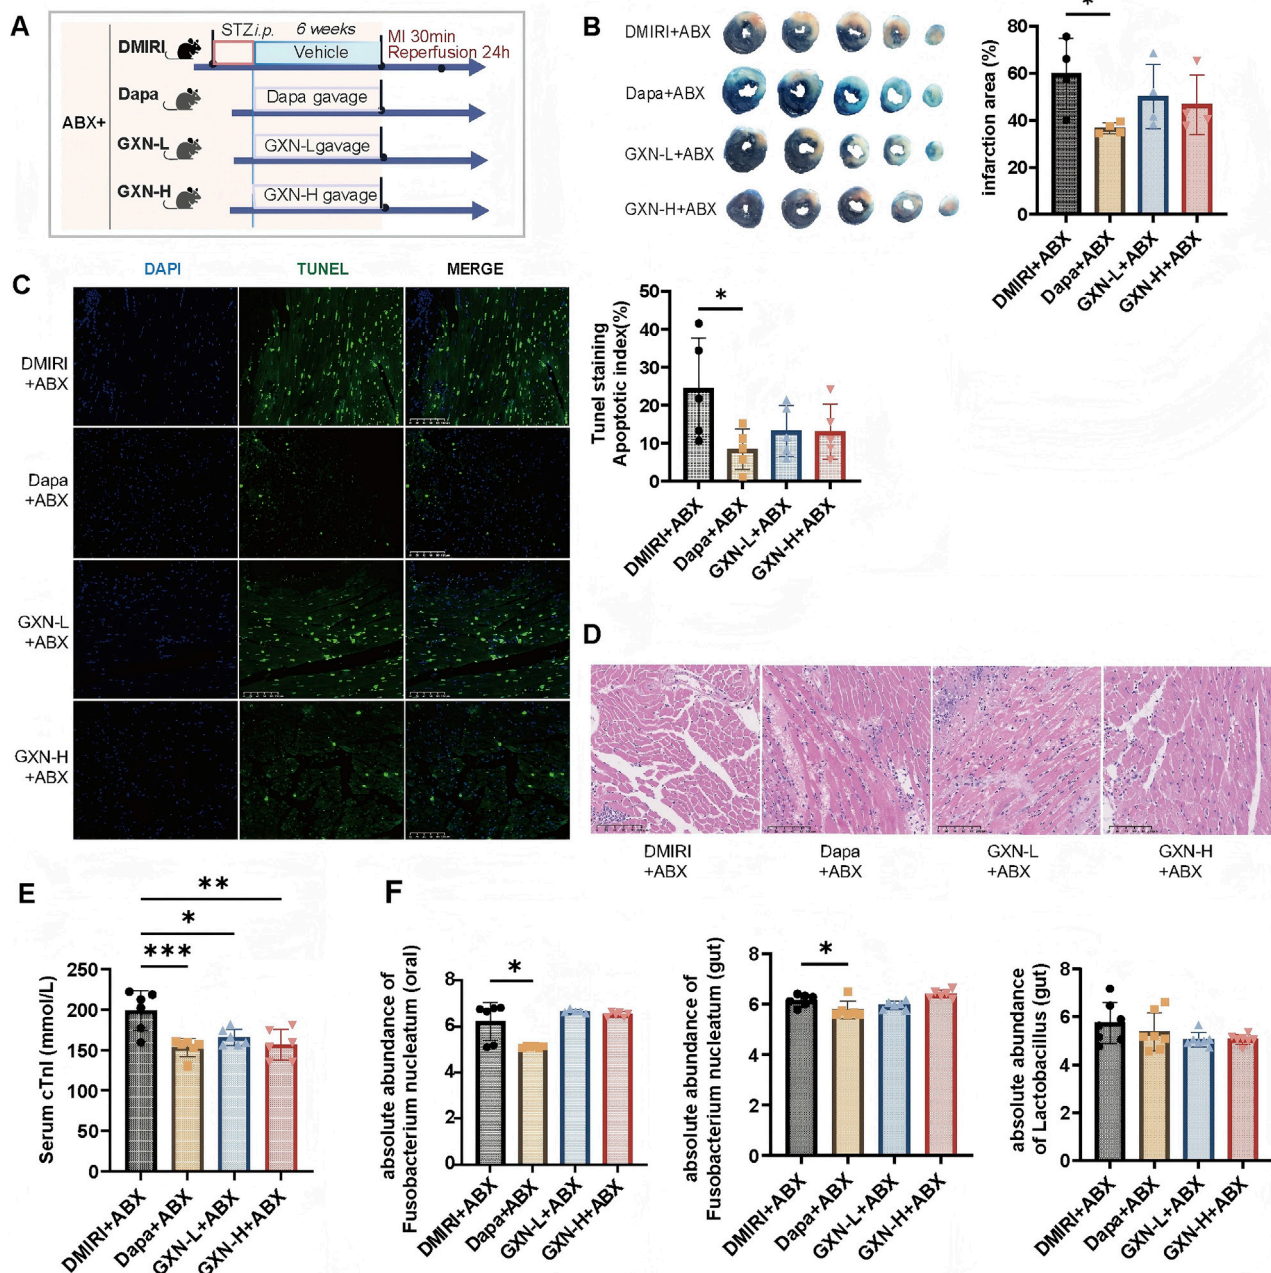 A
STZi.p. 6 weeks
DMIRI
Vehicle
MI 30min
Reperfusion 24h
Dapa
Dapa gavage
ABX+
GXN-L
GXN-Lgavage
GXN-H
GXN-H gavage
B
DMIRI+ABX
Dapa+ABX
GXN-L+ABX
GXN-H+ABX
infarction area (%)
80
60
40
20
0
*
DMIRI+ABX
Dapa+ABX
GXN-L+ABX
GXN-H+ABX
C
DAPI
TUNEL
MERGE
DMIRI
+ABX
Dapa
+ABX
GXN-L
+ABX
GXN-H
+ABX
Tunel staining
Apoptotic index(%)
50
40
30
20
10
0
*
DMIRI+ABX
Dapa+ABX
GXN-L+ABX
GXN-H+ABX
D
DMIRI
+ABX
Dapa
+ABX
GXN-L
+ABX
GXN-H
+ABX
E
**
*
***
Serum cTnI (mmol/L)
250
200
150
100
50
0
DMIRI+ABX
Dapa+ABX
GXN-L+ABX
GXN-H+ABX
F
absolute abundance of
Fusobacterium nucleatum (oral)
8
6
4
2
0
*
DMIRI+ABX
Dapa+ABX
GXN-L+ABX
GXN-H+ABX
absolute abundance of
Fusobacterium nucleatum (gut)
8
6
4
2
0
*
DMIRI+ABX
Dapa+ABX
GXN-L+ABX
GXN-H+ABX
absolute abundance
of Lactobacillus (gut)
8
6
4
2
0
DMIRI+ABX
Dapa+ABX
GXN-L+ABX
GXN-H+ABX